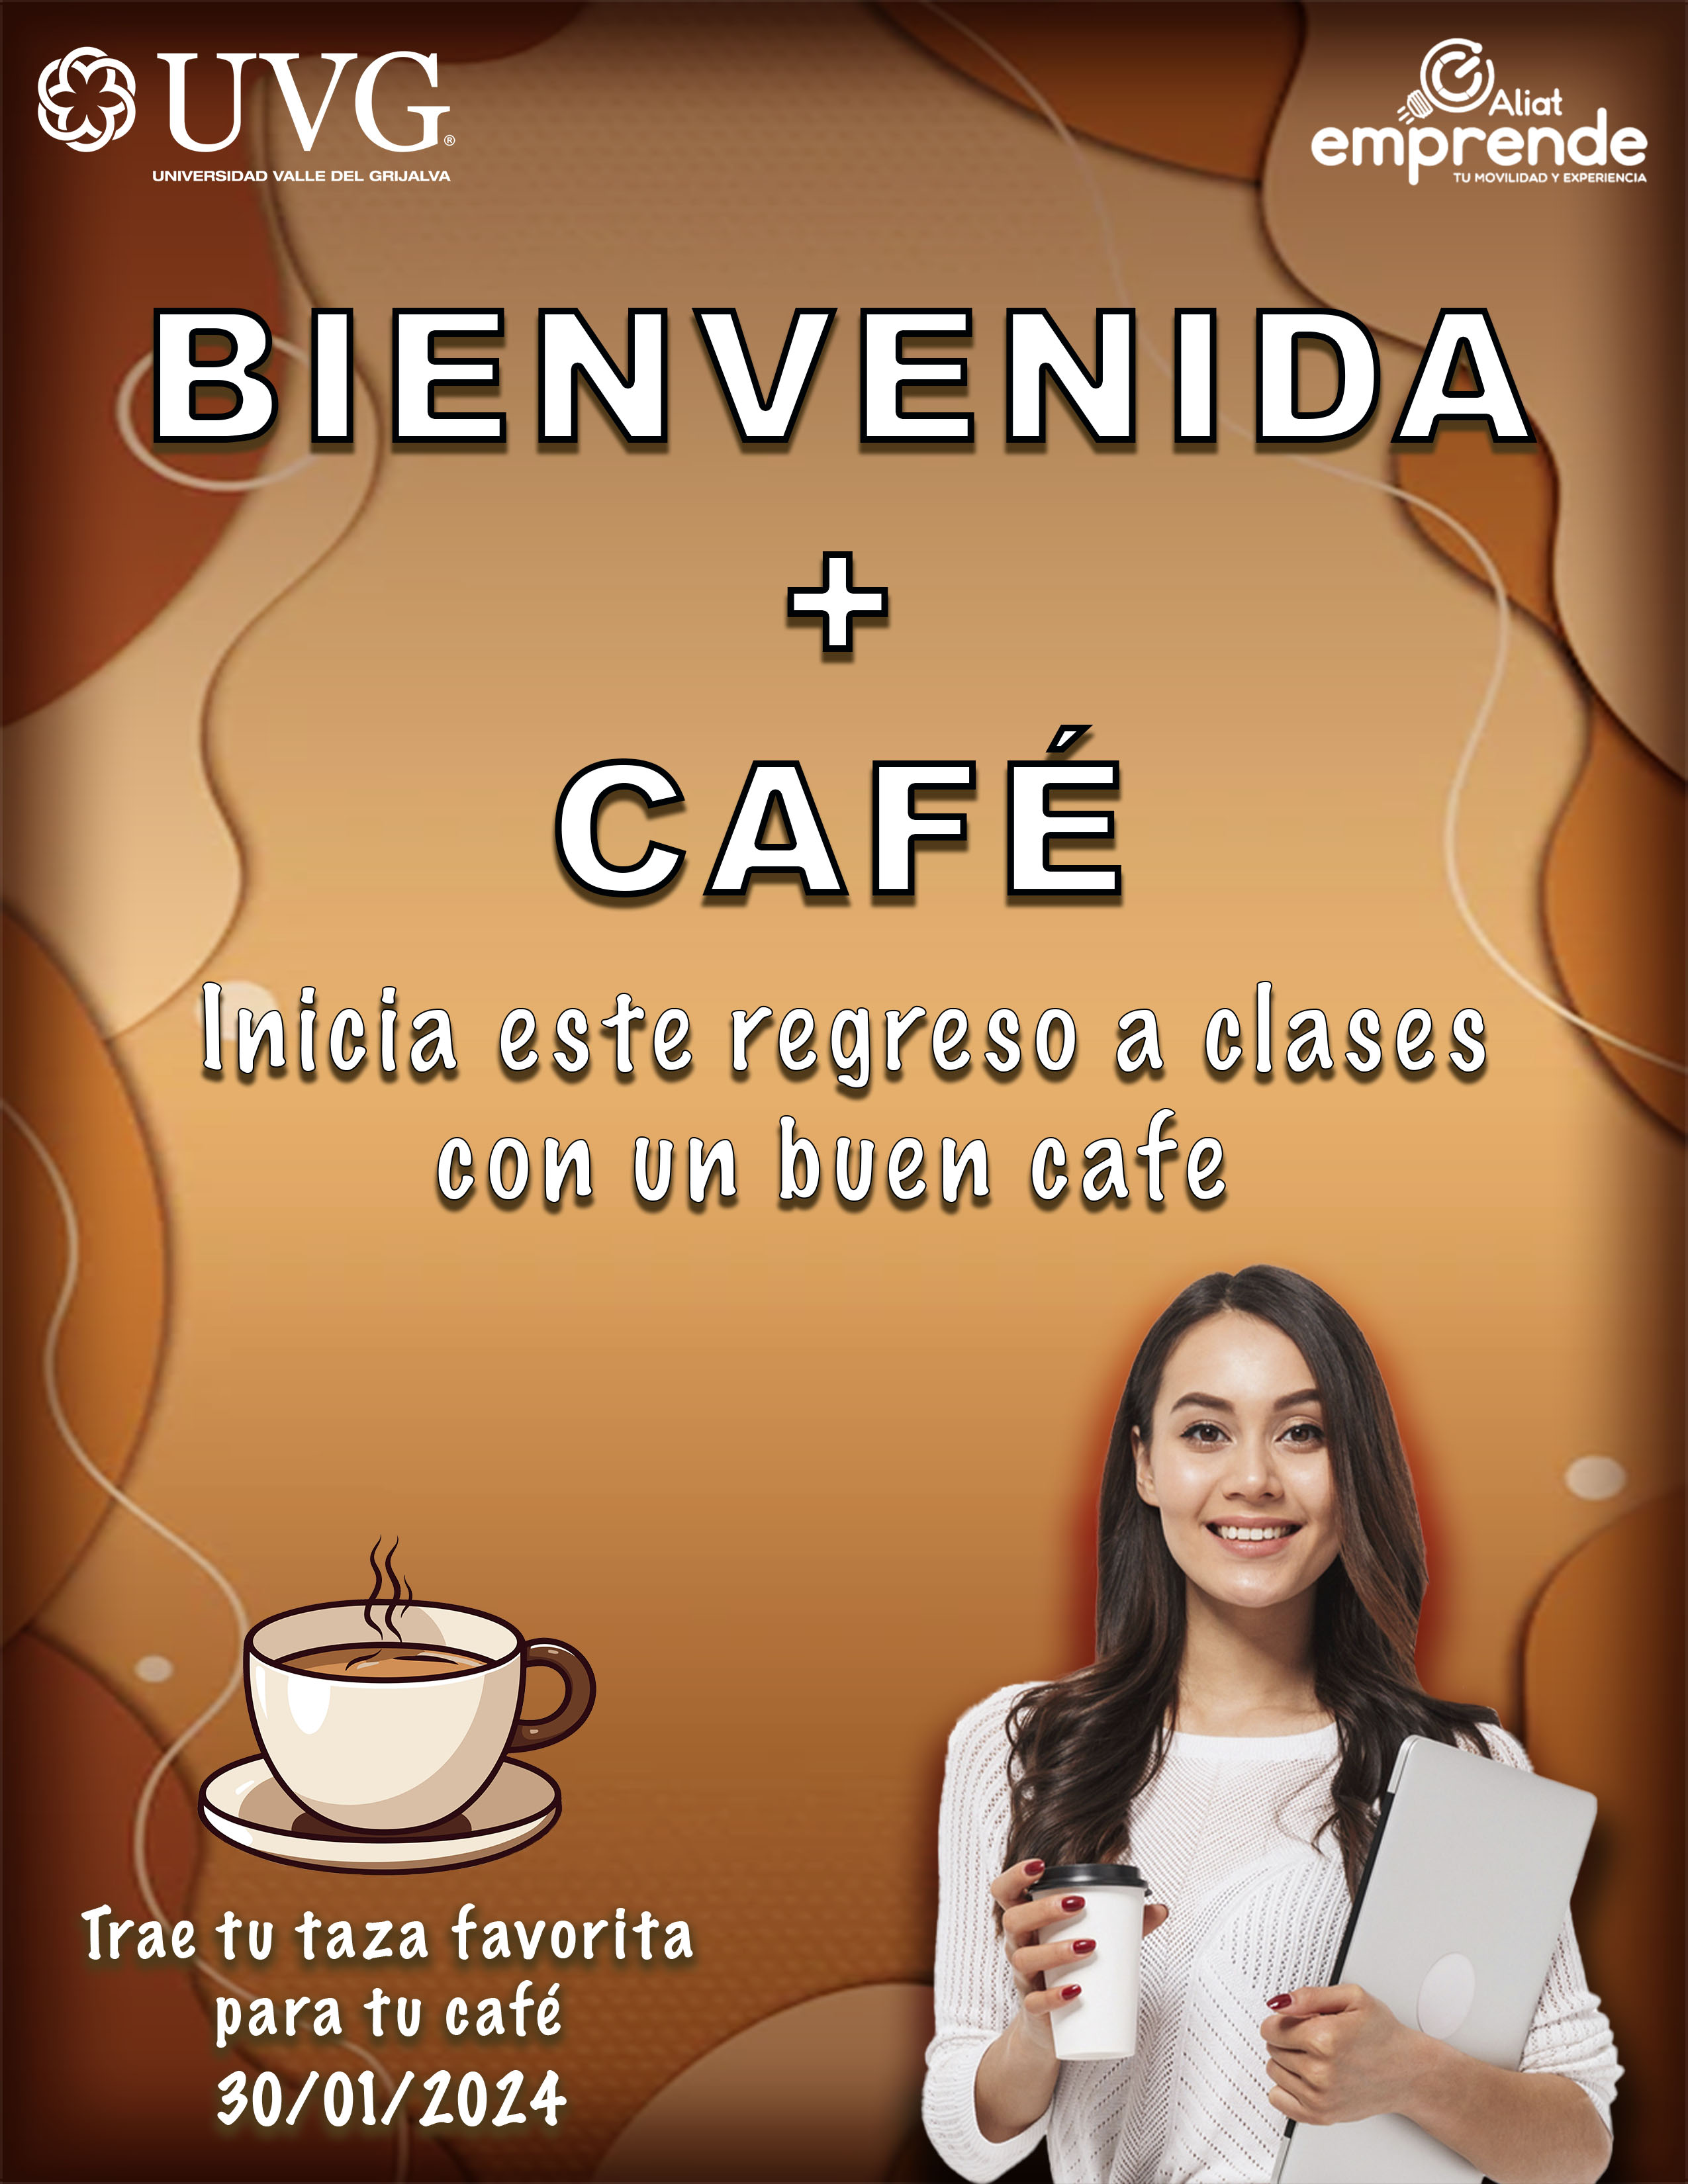 UVG®
UNIVERSIDAD VALLE DEL GRIJALVA
Aliat
emprende
TU MOVILIDAD Y EXPERIENCIA
BIENVENIDA
+
CAFÉ
Inicia este regreso a clases
con un buen cafe
Trae tu taza favorita
para tu café
30/01/2024